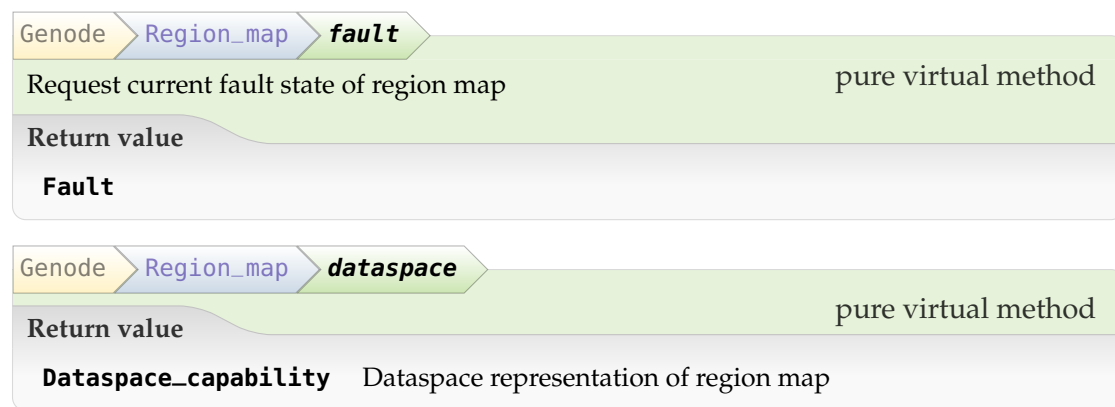 Genode Region_map fault
Request current fault state of region map pure virtual method
Return value
Fault
Genode Region_map dataspace
pure virtual method
Return value
Dataspace_capability Dataspace representation of region map